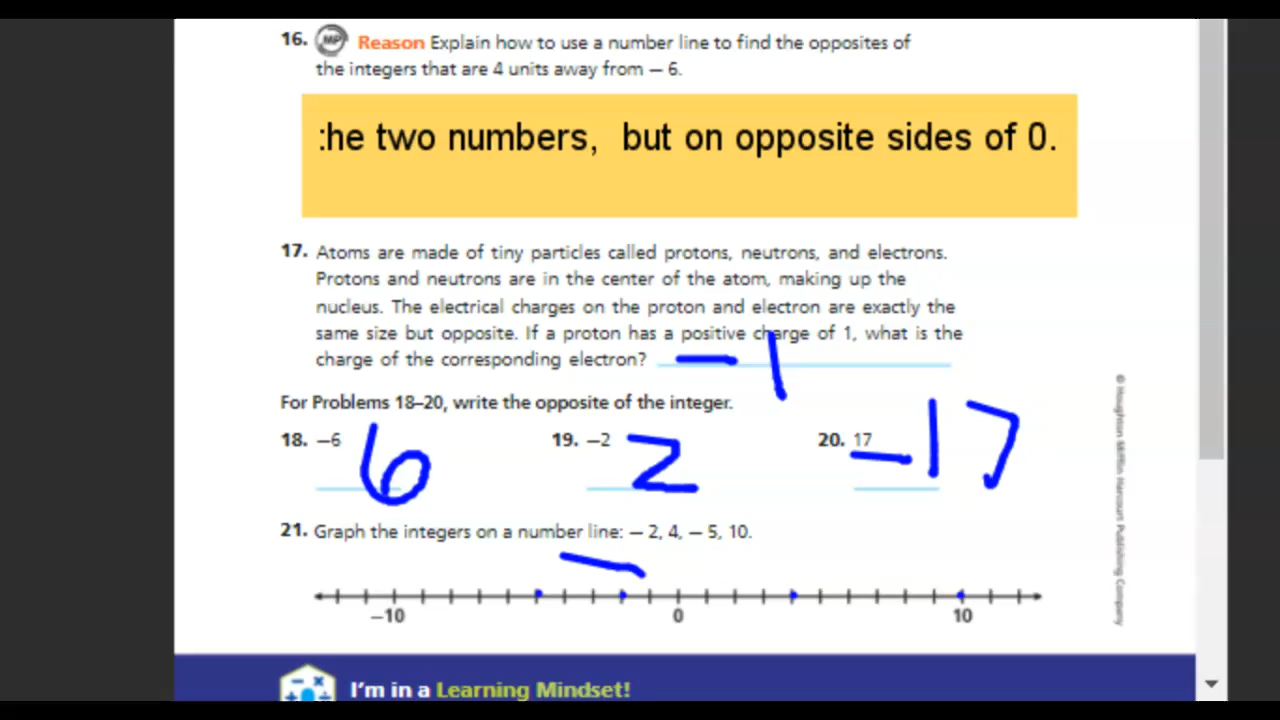 16. MP Reason Explain how to use a number line to find the opposites of
the integers that are 4 units away from – 6.
:he two numbers, but on opposite sides of 0.
17. Atoms are made of tiny particles called protons, neutrons, and electrons.
Protons and neutrons are in the center of the atom, making up the
nucleus. The electrical charges on the proton and electron are exactly the
same size but opposite. If a proton has a positive charge of 1, what is the
charge of the corresponding electron? –1
For Problems 18–20, write the opposite of the integer.
18. –6 6 19. –2 2 20. 17 –17
21. Graph the integers on a number line: – 2, 4, – 5, 10.
–10 0 10
I'm in a Learning Mindset!
© Houghton Mifflin Harcourt Publishing Company